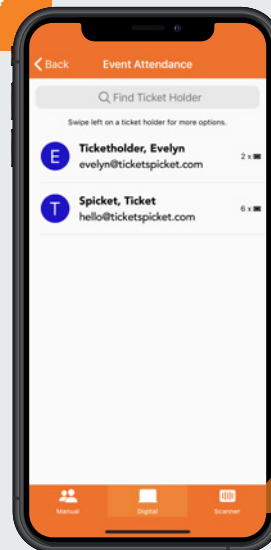 Back Event Attendance
Find Ticket Holder
Swipe left on a ticket holder for more options.
E Ticketholder, Evelyn
evelyn@ticketspicket.com
2 x
T Spicket, Ticket
hello@ticketspicket.com
6 x
Manual Digital Scanner